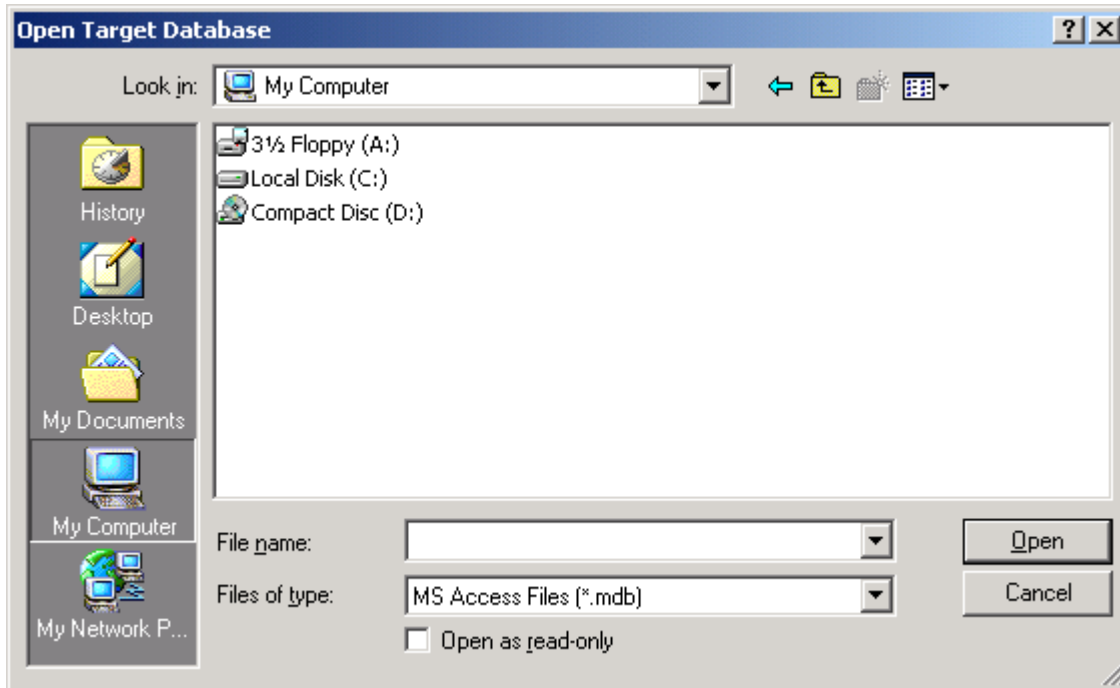 Open Target Database
Look in:
My Computer
3½ Floppy (A:)
Local Disk (C:)
Compact Disc (D:)
History
Desktop
My Documents
My Computer
My Network P...
File name:
Open
Files of type:
MS Access Files (*.mdb)
Cancel
Open as read-only